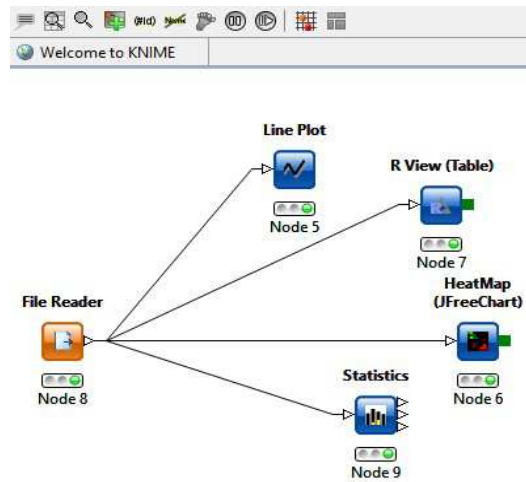 (#Id)
Welcome to KNIME
Line Plot
Node 5
R View (Table)
Node 7
HeatMap
(JFreeChart)
Node 6
File Reader
Node 8
Statistics
Node 9